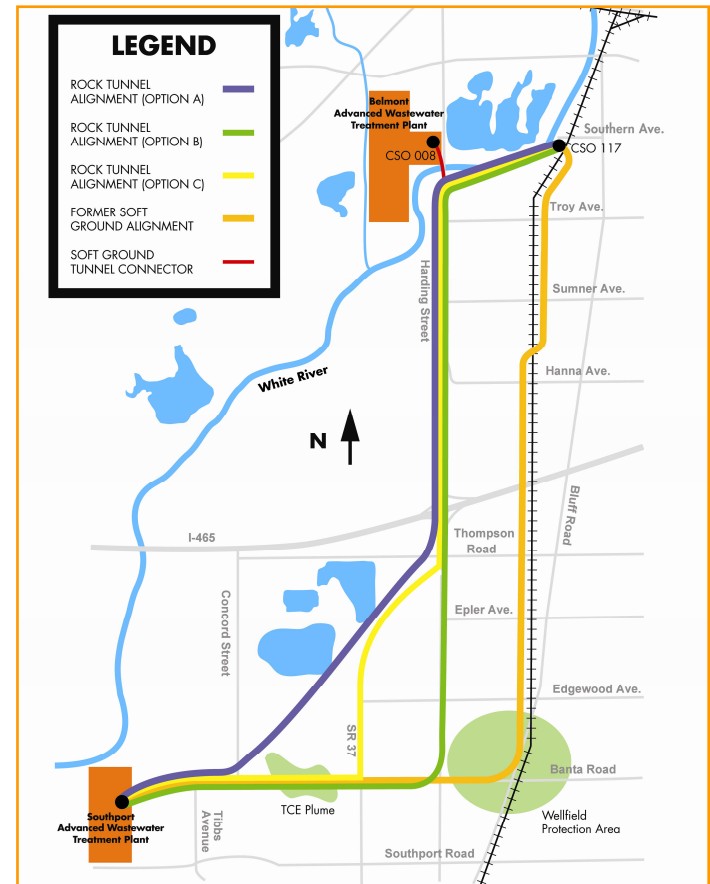 LEGEND
ROCK TUNNEL
ALIGNMENT (OPTION A)
ROCK TUNNEL
ALIGNMENT (OPTION B)
ROCK TUNNEL
ALIGNMENT (OPTION C)
FORMER SOFT
GROUND ALIGNMENT
SOFT GROUND
TUNNEL CONNECTOR
Belmont
Advanced Wastewater
Treatment Plant
CSO 008
Southern Ave.
CSO 117
Troy Ave.
Harding Street
Sumner Ave.
Hanna Ave.
White River
N
Bluff Road
I-465
Thompson
Road
Concord Street
Epler Ave.
Edgewood Ave.
SR 37
Banta Road
TCE Plume
Wellfield
Protection Area
Southport
Advanced Wastewater
Treatment Plant
Tibbs
Avenue
Southport Road